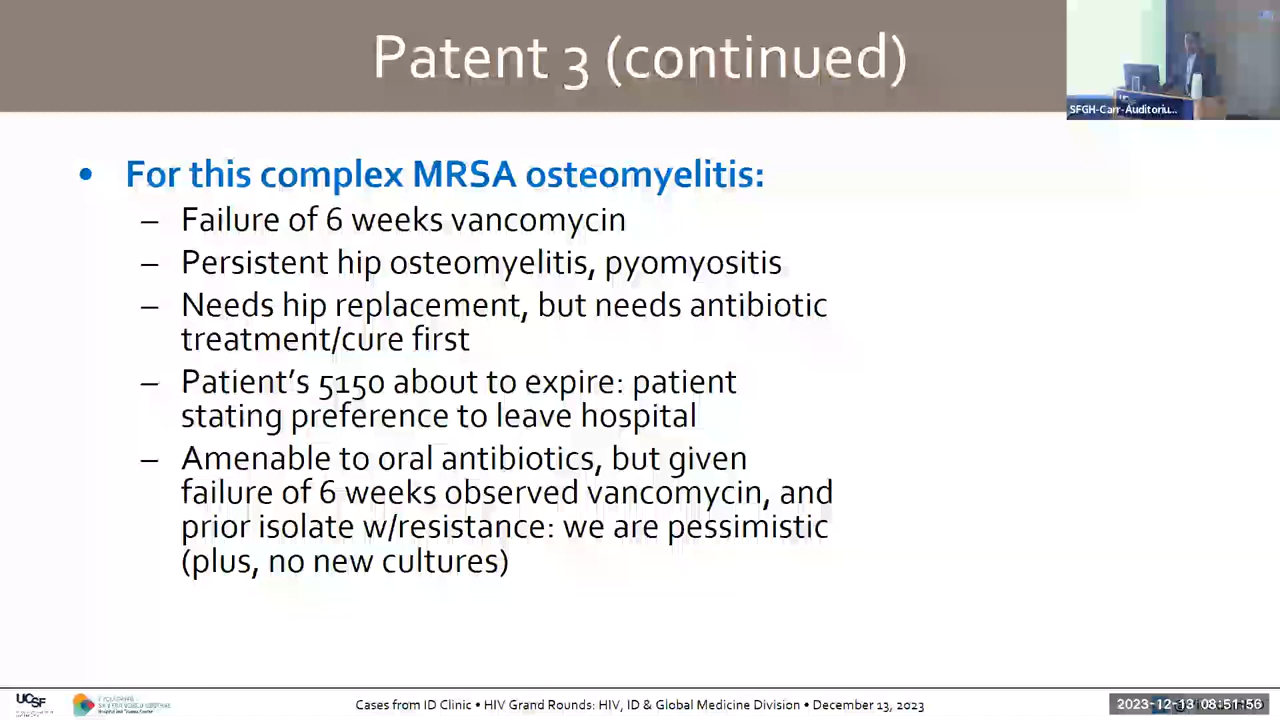 Patent 3 (continued)
SFGH-Carr-Auditoriu...
• For this complex MRSA osteomyelitis:
– Failure of 6 weeks vancomycin
– Persistent hip osteomyelitis, pyomyositis
– Needs hip replacement, but needs antibiotic
treatment/cure first
– Patient's 5150 about to expire: patient
stating preference to leave hospital
– Amenable to oral antibiotics, but given
failure of 6 weeks observed vancomycin, and
prior isolate w/resistance: we are pessimistic
(plus, no new cultures)
UCSF
Cases from ID Clinic • HIV Grand Rounds: HIV, ID & Global Medicine Division • December 13, 2023
2023-12-13 08:51:56